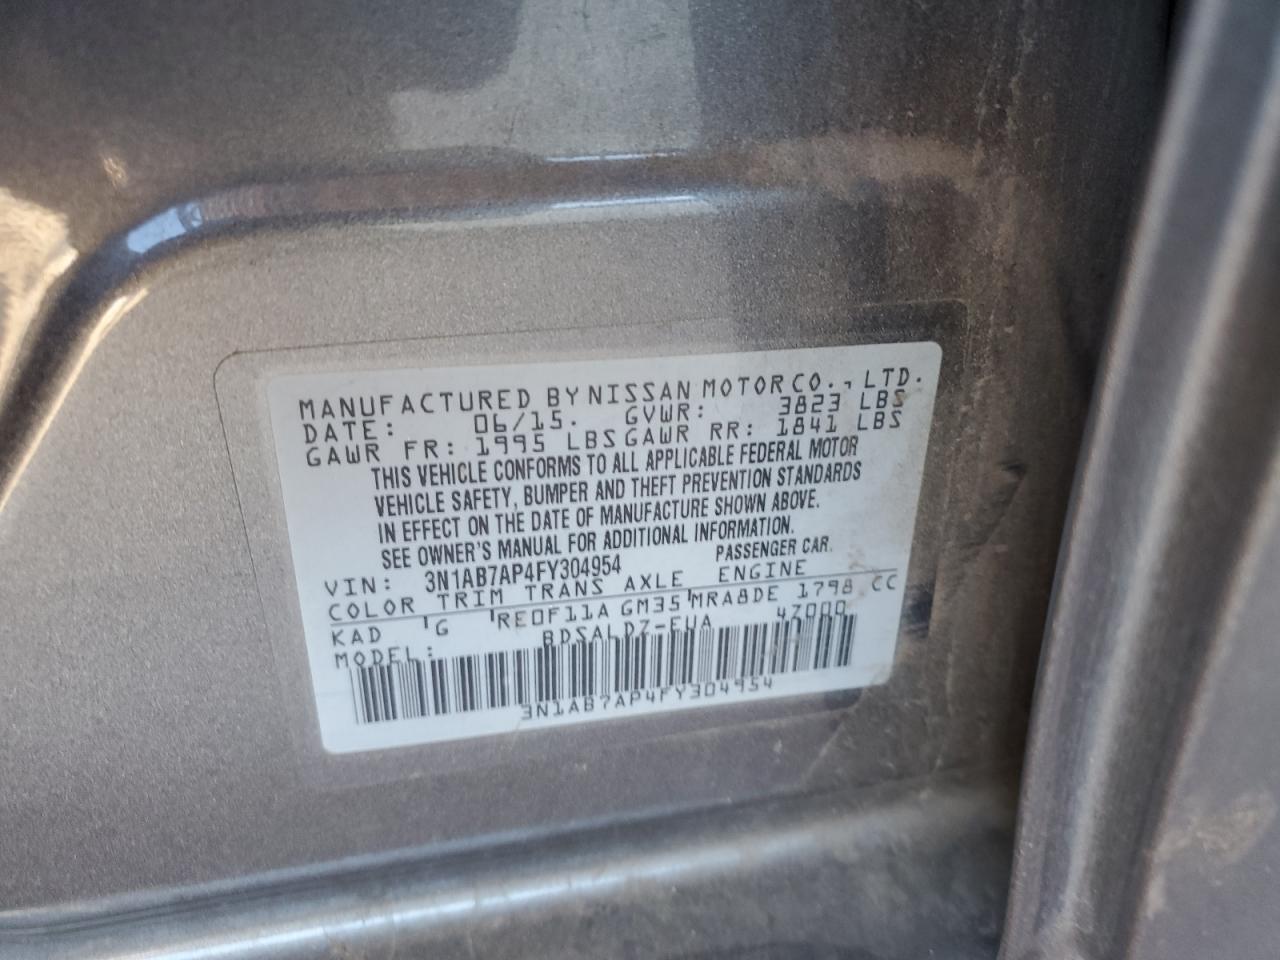 MANUFACTURED BY NISSAN MOTOR CO., LTD.
DATE: 06/15. GVWR: 3823 LBS
GAWR FR: 1995 LBS GAWR RR: 1841 LBS
THIS VEHICLE CONFORMS TO ALL APPLICABLE FEDERAL MOTOR
VEHICLE SAFETY, BUMPER AND THEFT PREVENTION STANDARDS
IN EFFECT ON THE DATE OF MANUFACTURE SHOWN ABOVE.
SEE OWNER'S MANUAL FOR ADDITIONAL INFORMATION.
VIN: 3N1AB7AP4FY304954 PASSENGER CAR.
COLOR TRIM TRANS AXLE ENGINE
KAD G RE0F11A GM35 MRA8DE 1798 CC
MODEL: BDSALDZ-EUA 4Z000
3N1AB7AP4FY304954